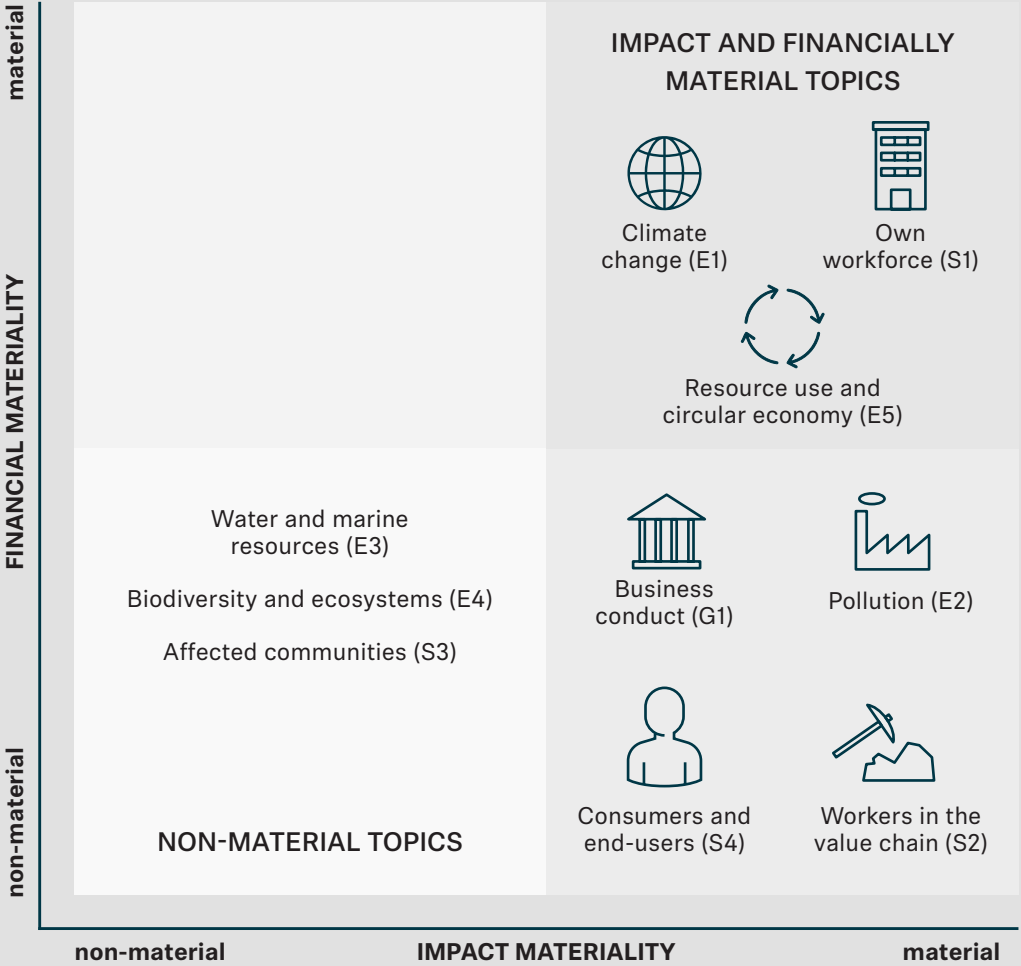 material
FINANCIAL MATERIALITY
non-material
IMPACT AND FINANCIALLY
MATERIAL TOPICS
Climate
change (E1)
Own
workforce (S1)
Resource use and
circular economy (E5)
Water and marine
resources (E3)
Biodiversity and ecosystems (E4)
Affected communities (S3)
NON-MATERIAL TOPICS
Business
conduct (G1)
Pollution (E2)
Consumers and
end-users (S4)
Workers in the
value chain (S2)
non-material
IMPACT MATERIALITY
material